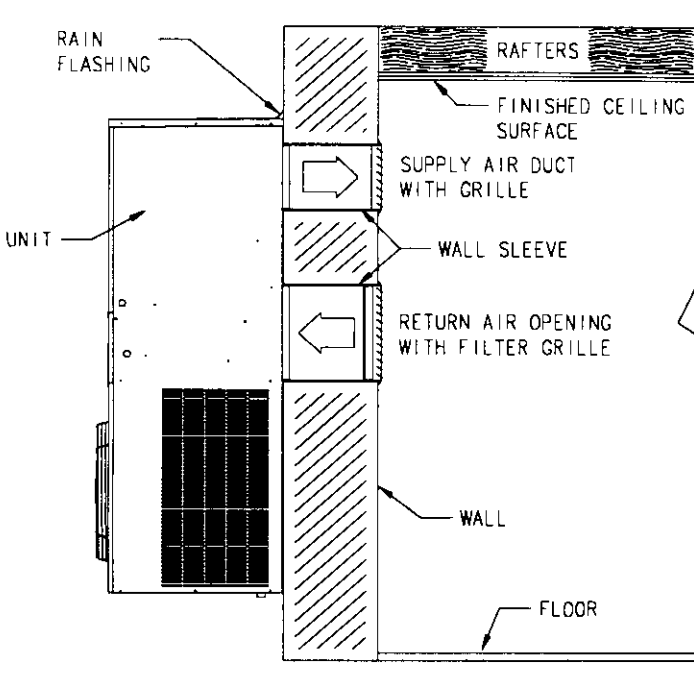 RAIN
FLASHING
RAFTERS
FINISHED CEILING
SURFACE
SUPPLY AIR DUCT
WITH GRILLE
UNIT
WALL SLEEVE
RETURN AIR OPENING
WITH FILTER GRILLE
WALL
FLOOR